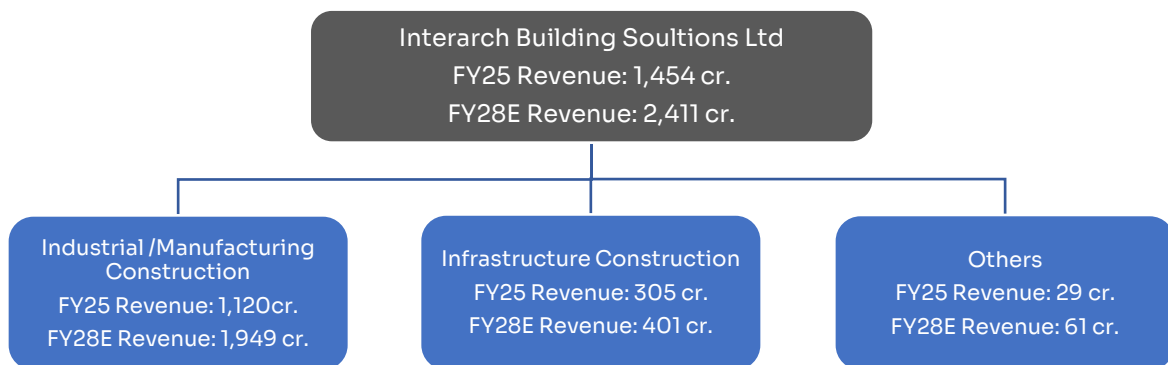 Interarch Building Soultions Ltd
FY25 Revenue: 1,454 cr.
FY28E Revenue: 2,411 cr.
Industrial /Manufacturing
Construction
FY25 Revenue: 1,120cr.
FY28E Revenue: 1,949 cr.
Infrastructure Construction
FY25 Revenue: 305 cr.
FY28E Revenue: 401 cr.
Others
FY25 Revenue: 29 cr.
FY28E Revenue: 61 cr.